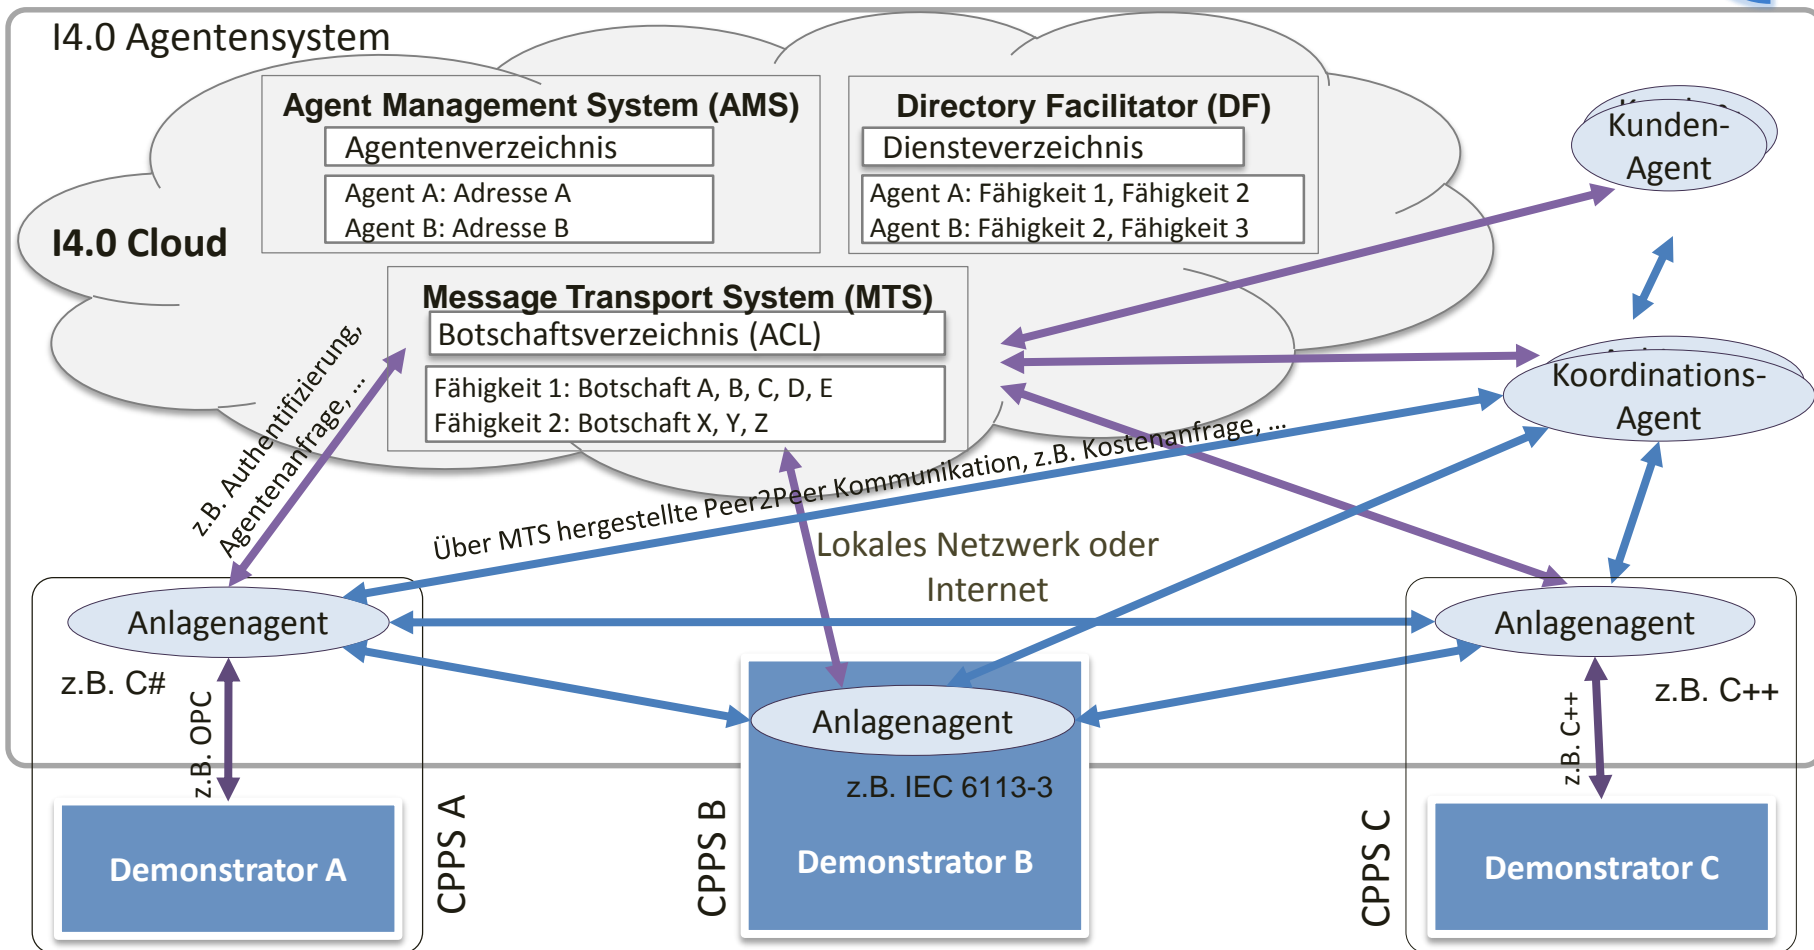 I4.0 Agentensystem
Agent Management System (AMS)
Agentenverzeichnis
Agent A: Adresse A
Agent B: Adresse B
Directory Facilitator (DF)
Diensteverzeichnis
Agent A: Fähigkeit 1, Fähigkeit 2
Agent B: Fähigkeit 2, Fähigkeit 3
Kunden-
Agent
I4.0 Cloud
Message Transport System (MTS)
Botschaftsverzeichnis (ACL)
Fähigkeit 1: Botschaft A, B, C, D, E
Fähigkeit 2: Botschaft X, Y, Z
Koordinations-
Agent
z.B. Authentifizierung,
Agentenanfrage, ...
Über MTS hergestellte Peer2Peer Kommunikation, z.B. Kostenanfrage, ...
Lokales Netzwerk oder
Internet
Anlagenagent
z.B. C#
z.B. OPC
Demonstrator A
CPPS A
Anlagenagent
z.B. IEC 6113-3
Demonstrator B
CPPS B
Anlagenagent
z.B. C++
z.B. C++
Demonstrator C
CPPS C